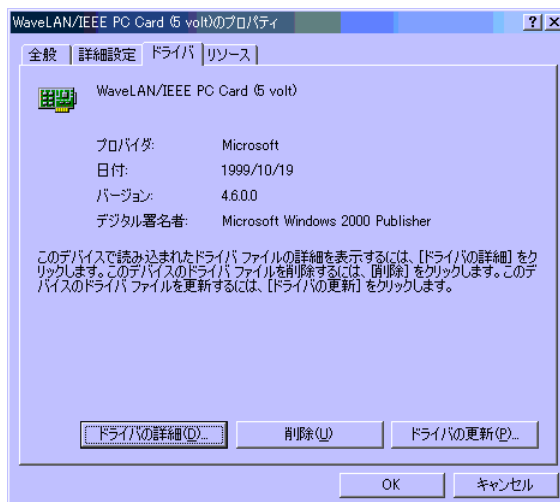 WaveLAN/IEEE PC Card (5 volt)のプロパティ
全般 詳細設定 ドライバ リソース
WaveLAN/IEEE PC Card (5 volt)
プロバイダ: Microsoft
日付: 1999/10/19
バージョン: 4.6.0.0
デジタル署名者: Microsoft Windows 2000 Publisher
このデバイスで読み込まれたドライバ ファイルの詳細を表示するには、[ドライバの詳細] をク
リックします。このデバイスのドライバ ファイルを削除するには、[削除] をクリックします。このデ
バイスのドライバ ファイルを更新するには、[ドライバの更新] をクリックします。
ドライバの詳細(D)... 削除(U) ドライバの更新(P)...
OK キャンセル